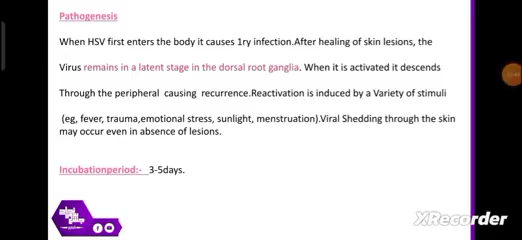 Pathogenesis
When HSV first enters the body it causes 1ry infection.After healing of skin lesions, the
Virus remains in a latent stage in the dorsal root ganglia. When it is activated it descends
Through the peripheral causing recurrence.Reactivation is induced by a Variety of stimuli
(eg, fever, trauma,emotional stress, sunlight, menstruation).Viral Shedding through the skin
may occur even in absence of lesions.
Incubationperiod:- 3-5days.
XRecorder